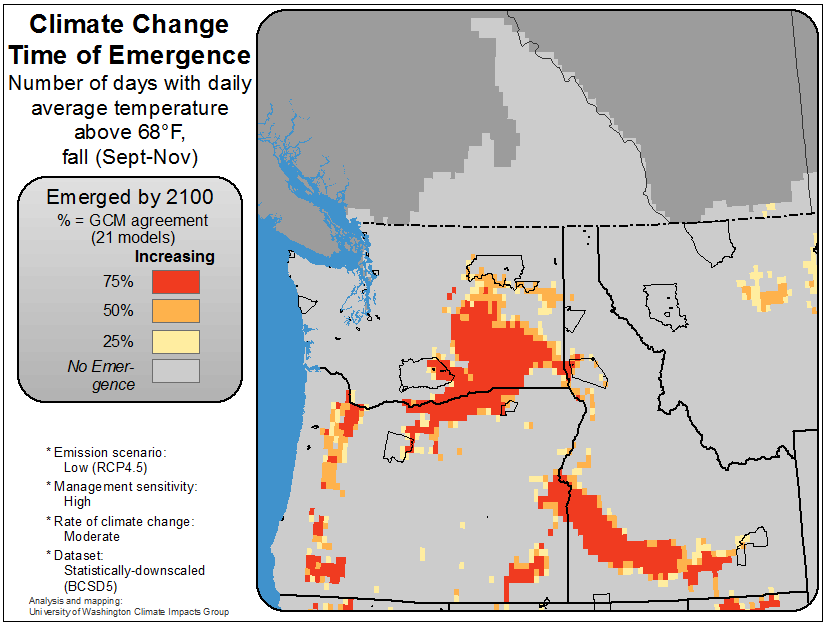 Climate Change
Time of Emergence
Number of days with daily
average temperature
above 68°F,
fall (Sept-Nov)
Emerged by 2100
% = GCM agreement
(21 models)
Increasing
75%
50%
25%
No Emer-
gence
* Emission scenario:
Low (RCP4.5)
* Management sensitivity:
High
* Rate of climate change:
Moderate
* Dataset:
Statistically-downscaled
(BCSD5)
Analysis and mapping:
University of Washington Climate Impacts Group